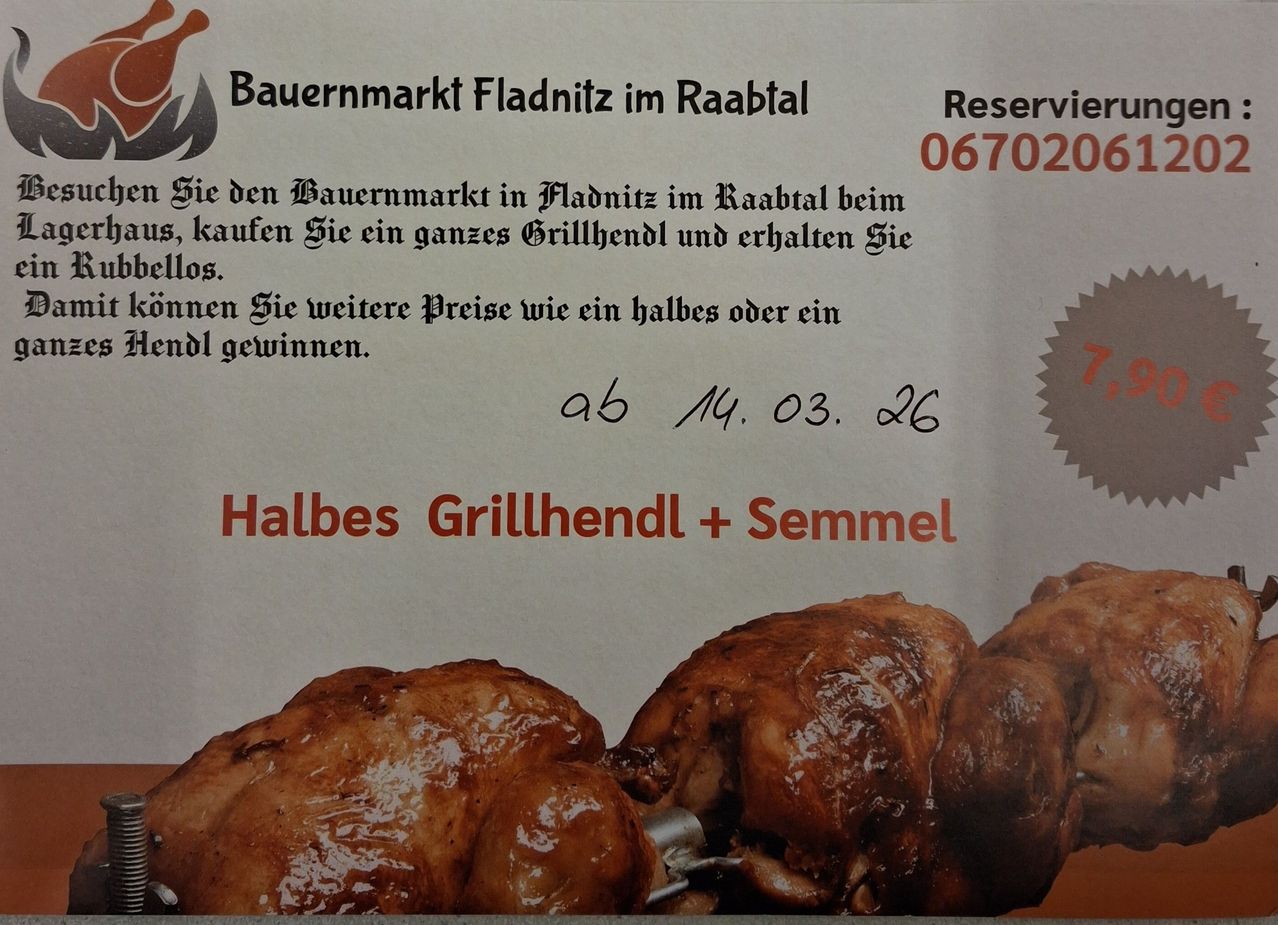 Bauernmarkt Fladnitz im Raabtal
Reservierungen :
06702061202
Besuchen Sie den Bauernmarkt in Fladnitz im Raabtal beim
Lagerhaus, kaufen Sie ein ganzes Grillhendl und erhalten Sie
ein Rubbellos.
Damit können Sie weitere Preise wie ein halbes oder ein
ganzes Hendl gewinnen.
7,90 €
ab 14. 03. 26
Halbes Grillhendl + Semmel